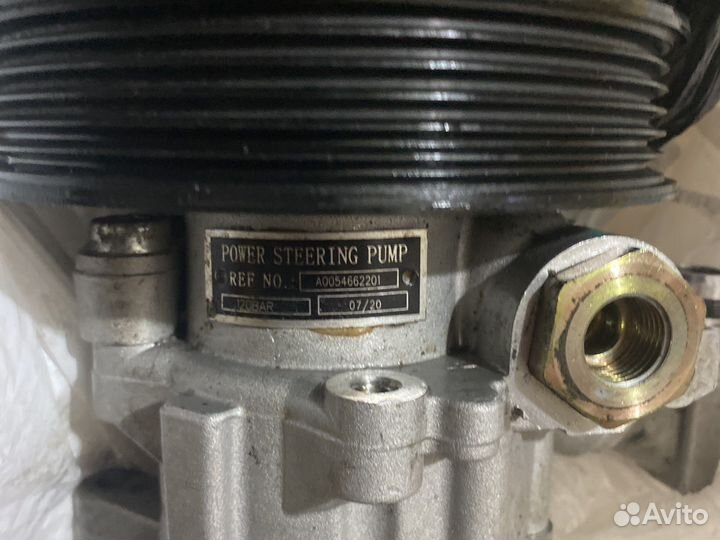 POWER STEERING PUMP
REF NO.: A0054662201
120BAR 07/20
Avito